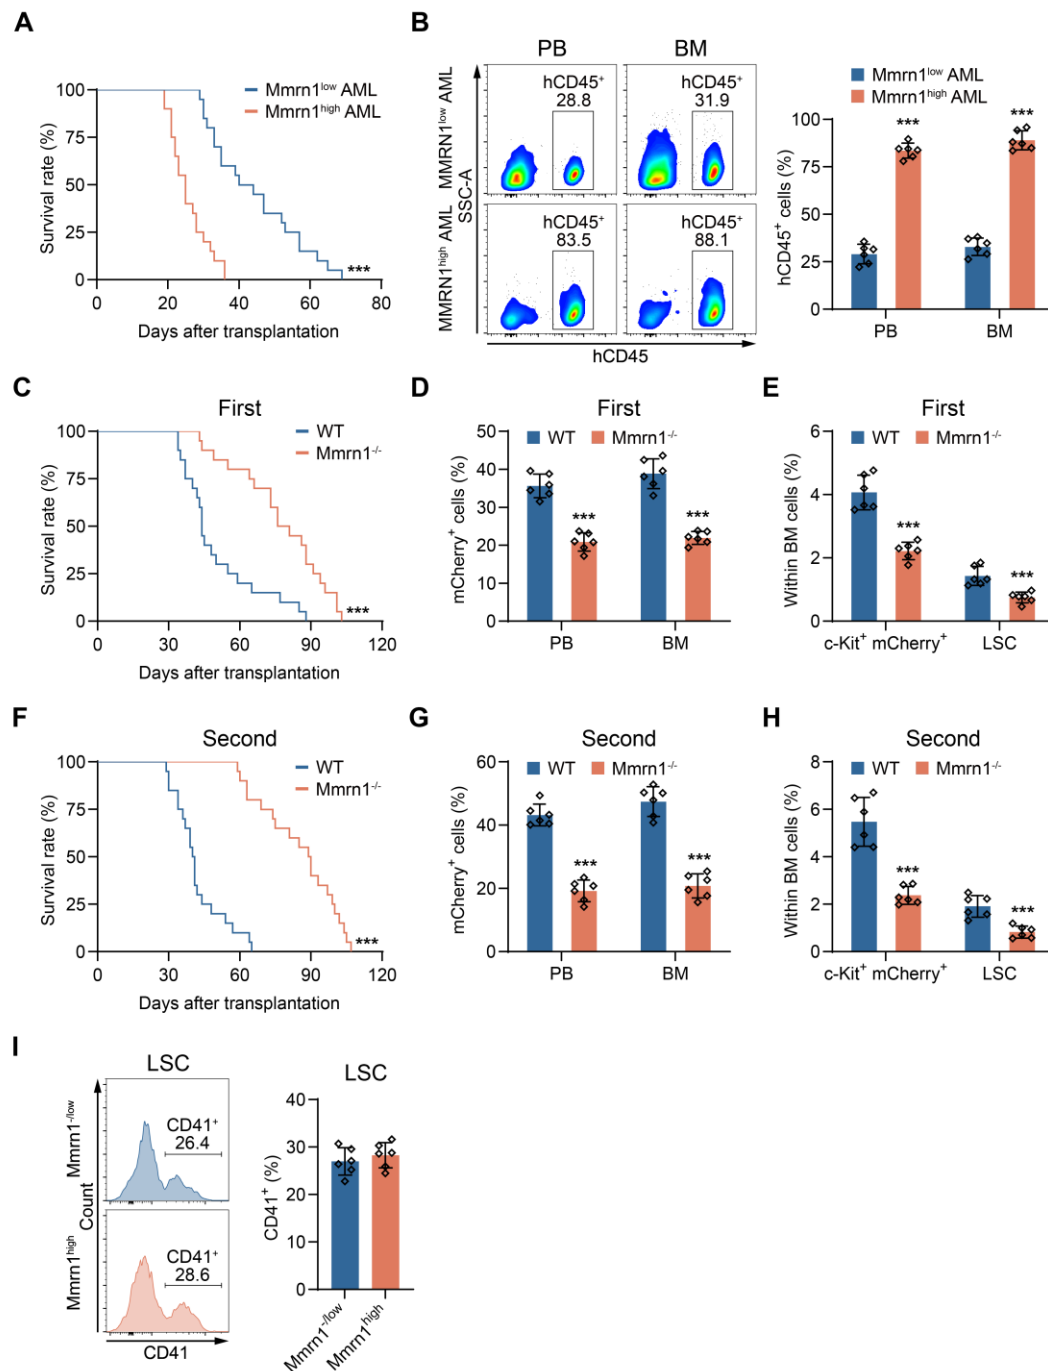 A
Survival rate (%)
100
75
50
25
0
0 20 40 60 80
Days after transplantation
Mmrn1low AML
Mmrn1high AML
***
B
PB BM
MMRN1low AML
MMRN1high AML
SSC-A
hCD45+
28.8
hCD45+
31.9
hCD45+
83.5
hCD45+
88.1
hCD45
Mmrn1low AML
Mmrn1high AML
hCD45+ cells (%)
100
75
50
25
0
*** ***
PB BM
C
First
Survival rate (%)
100
75
50
25
0
0 30 60 90 120
Days after transplantation
WT
Mmrn1-/-
***
D
First
mCherry+ cells (%)
50
40
30
20
10
0
WT Mmrn1-/-
*** ***
PB BM
E
First
Within BM cells (%)
6
4
2
0
WT Mmrn1-/-
*** ***
c-Kit+ mCherry+ LSC
F
Second
Survival rate (%)
100
75
50
25
0
0 30 60 90 120
Days after transplantation
WT
Mmrn1-/-
***
G
Second
mCherry+ cells (%)
60
40
20
0
WT Mmrn1-/-
*** ***
PB BM
H
Second
Within BM cells (%)
8
6
4
2
0
WT Mmrn1-/-
*** ***
c-Kit+ mCherry+ LSC
I
LSC
Mmrn1-/low
Mmrn1high
Count
CD41+
26.4
CD41+
28.6
CD41
LSC
CD41+ (%)
40
30
20
10
0
Mmrn1-/low
Mmrn1high